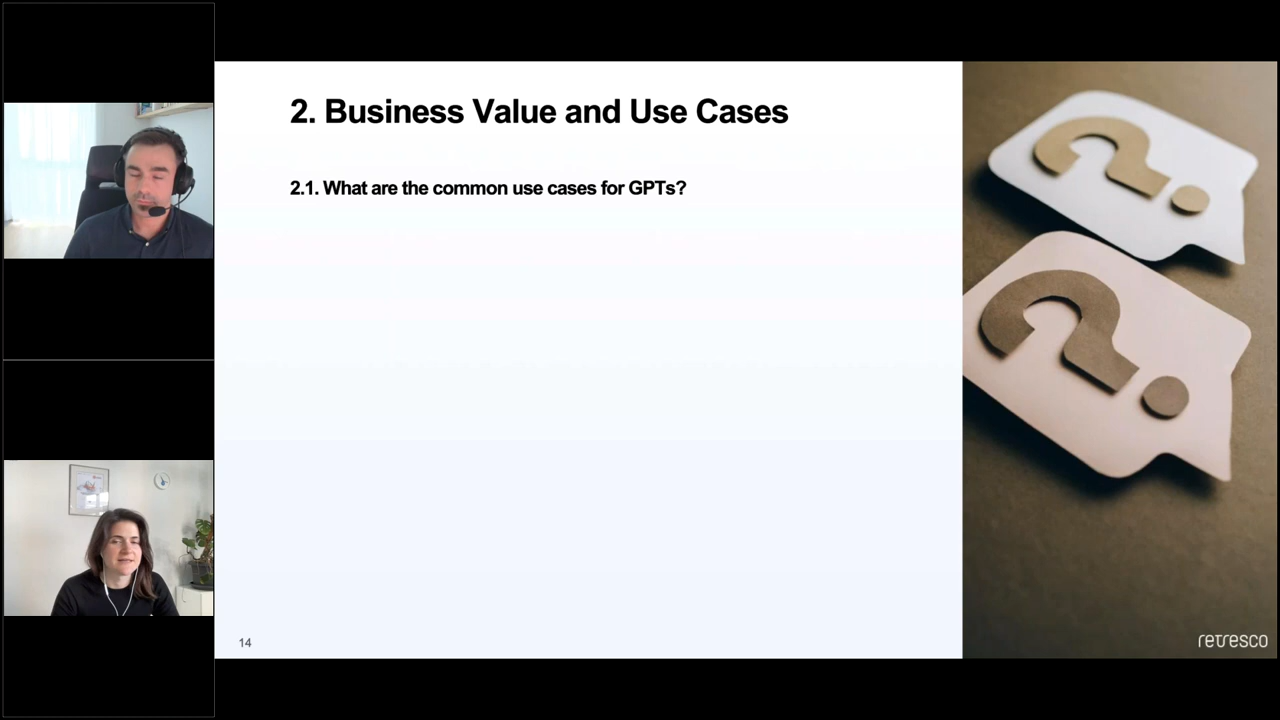 2. Business Value and Use Cases
2.1. What are the common use cases for GPTs?
14
retresco